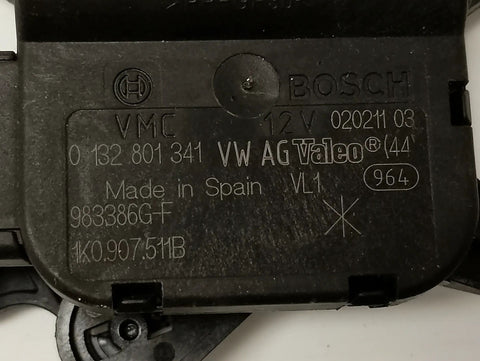 BOSCH
VMC 12V 020211 03
0 132 801 341 VW AG Valeo® (44
Made in Spain VL1 964
983386G-F
1K0.907.511B